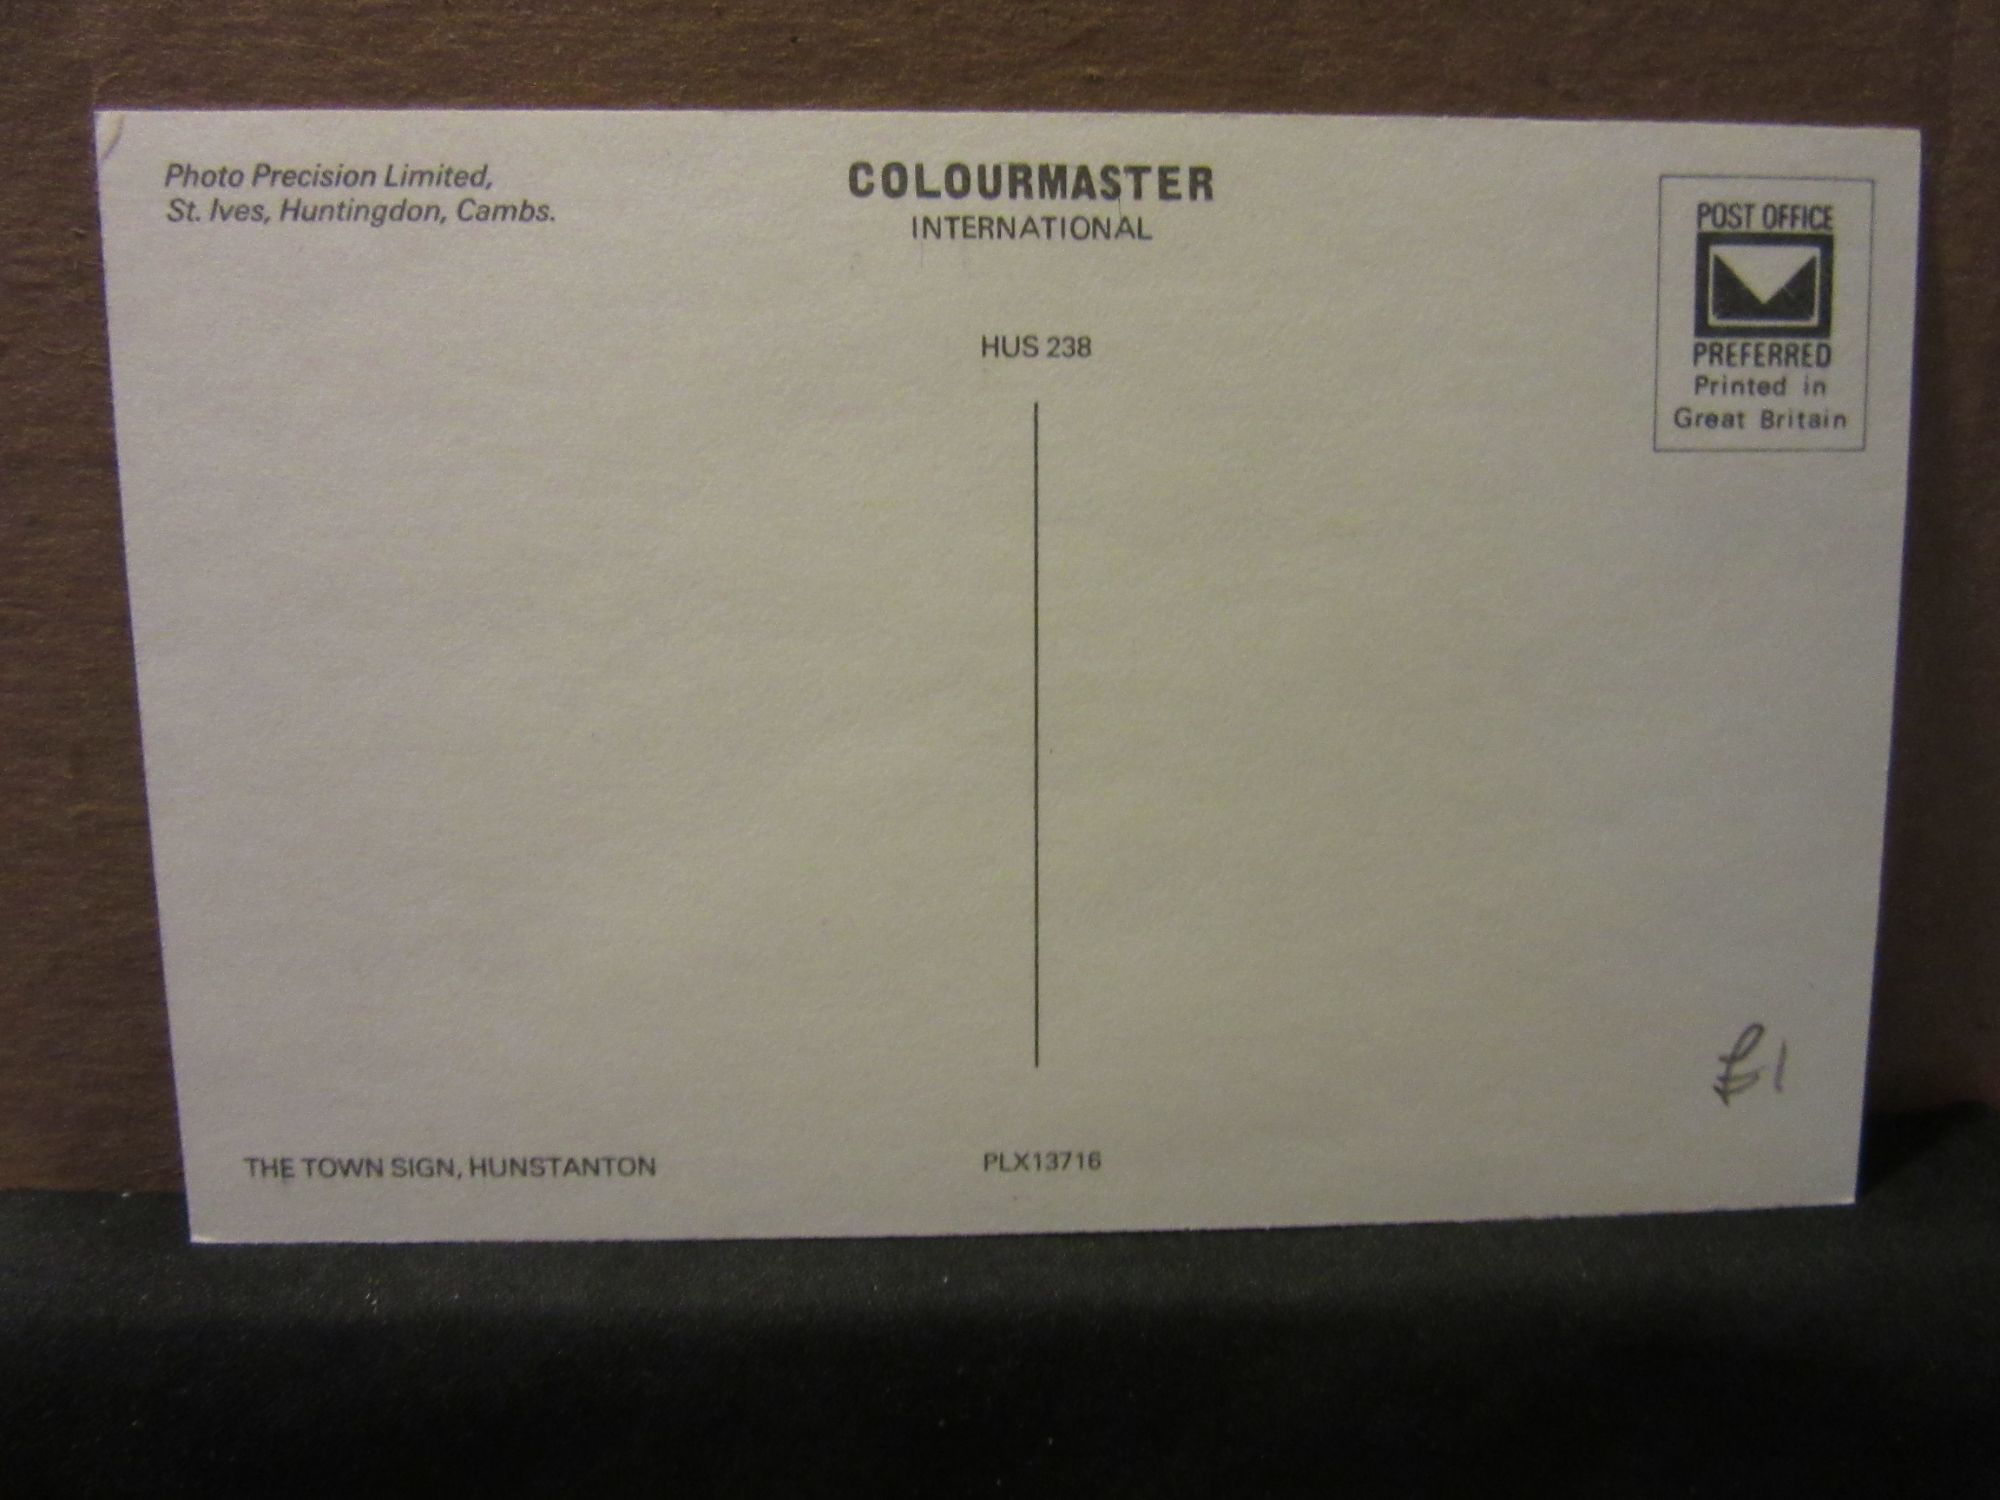 Photo Precision Limited,
St. Ives, Huntingdon, Cambs.
COLOURMASTER
INTERNATIONAL
HUS 238
POST OFFICE
PREFERRED
Printed in
Great Britain
£1
THE TOWN SIGN, HUNSTANTON
PLX13716